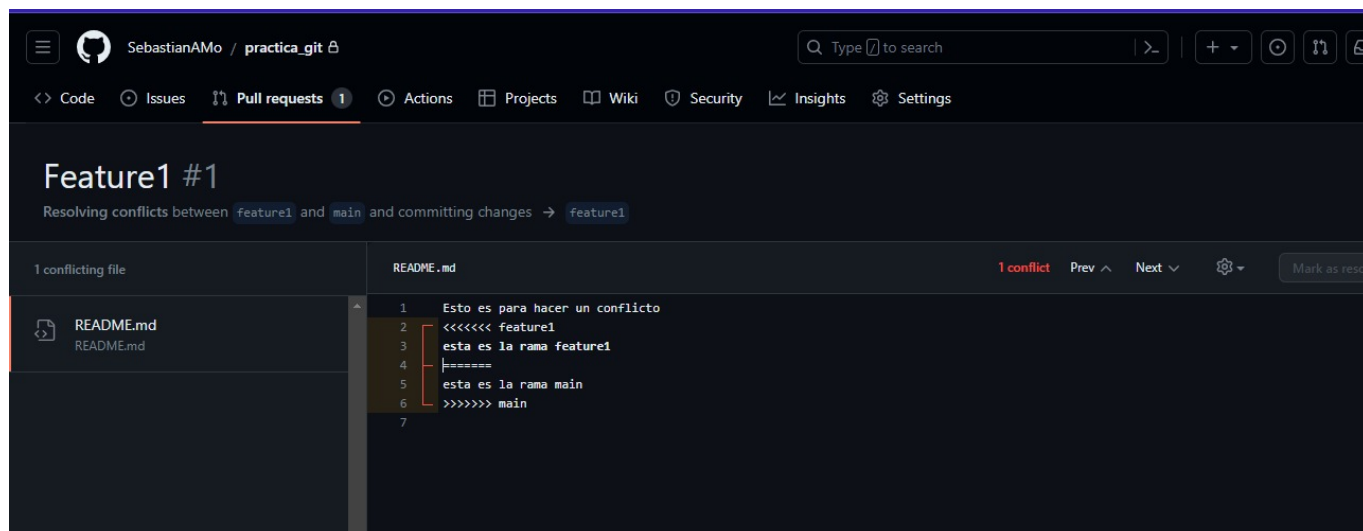 SebastianAMo / practica_git
Type / to search
<> Code
Issues
Pull requests 1
Actions
Projects
Wiki
Security
Insights
Settings
Feature1 #1
Resolving conflicts between feature1 and main and committing changes → feature1
1 conflicting file
README.md
README.md
README.md
1 conflict
Prev
Next
Mark as reso
1 Esto es para hacer un conflicto
2 <<<<<<< feature1
3 esta es la rama feature1
4 =======
5 esta es la rama main
6 >>>>>>> main
7